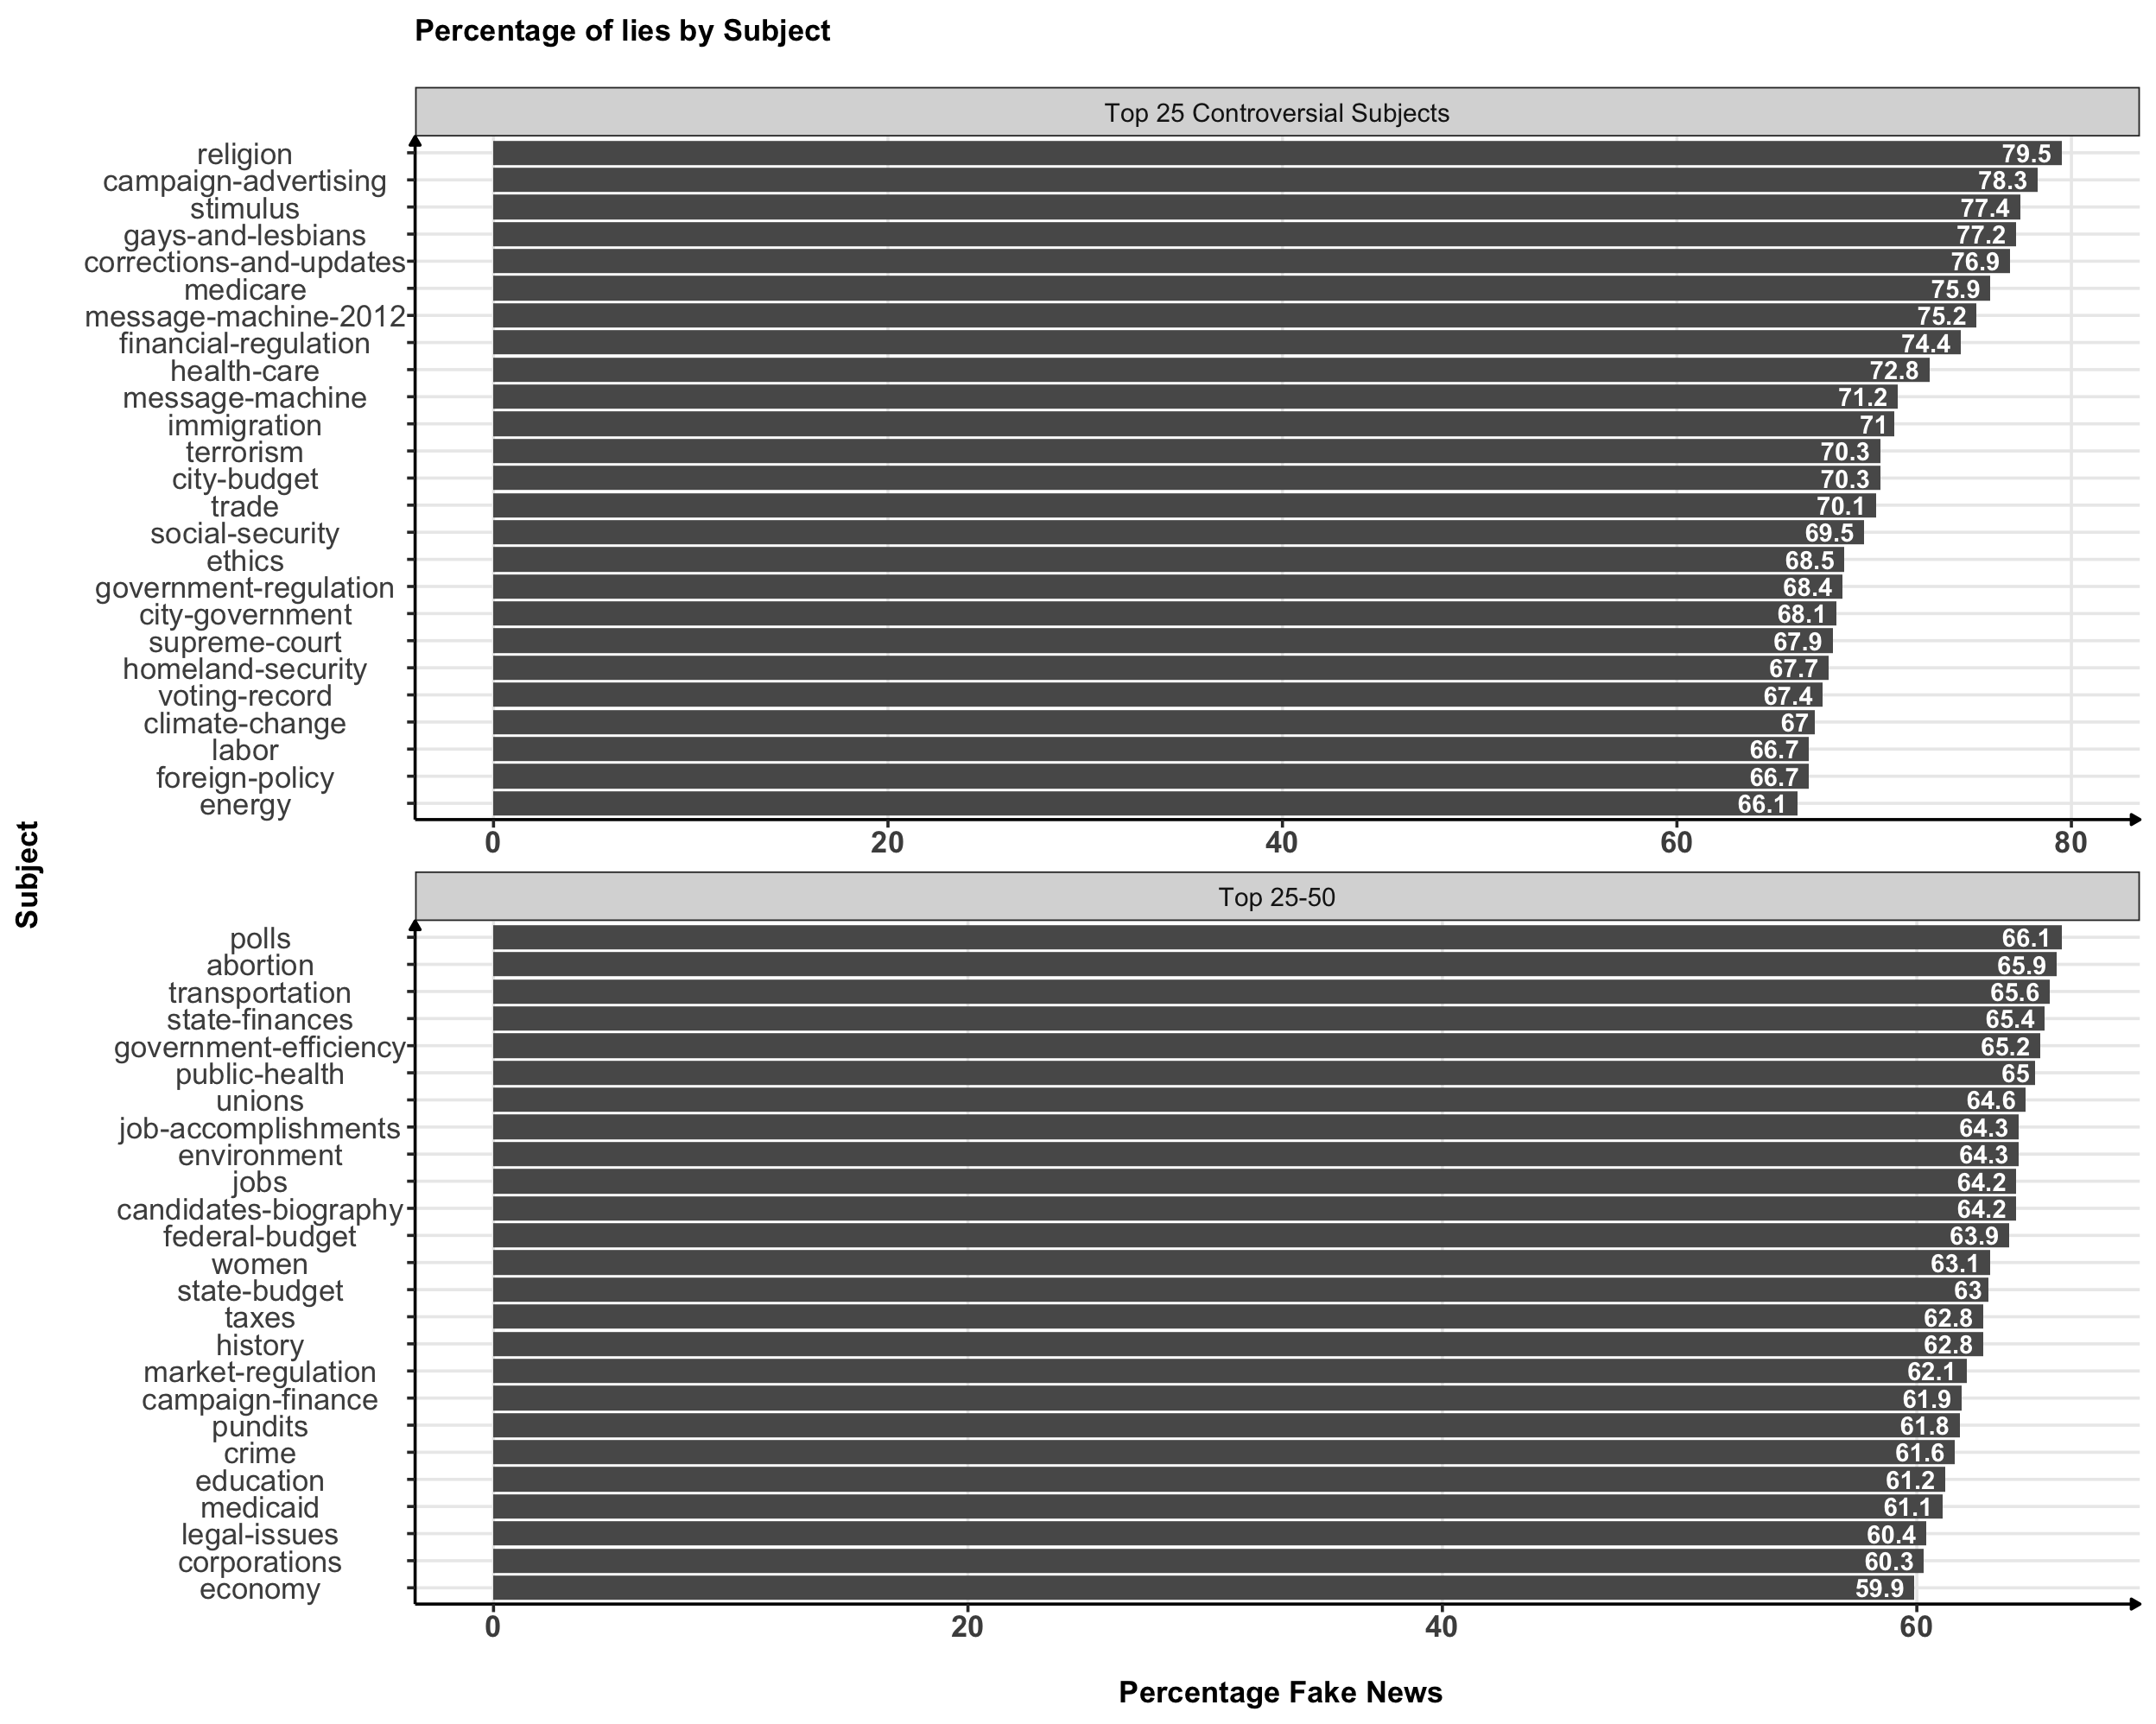 Percentage of lies by Subject
Top 25 Controversial Subjects
religion 79.5
campaign-advertising 78.3
stimulus 77.4
gays-and-lesbians 77.2
corrections-and-updates 76.9
medicare 75.9
message-machine-2012 75.2
financial-regulation 74.4
health-care 72.8
message-machine 71.2
immigration 71
terrorism 70.3
city-budget 70.3
trade 70.1
social-security 69.5
ethics 68.5
government-regulation 68.4
city-government 68.1
supreme-court 67.9
homeland-security 67.7
voting-record 67.4
climate-change 67
labor 66.7
foreign-policy 66.7
energy 66.1
0 20 40 60 80
Subject
Top 25-50
polls 66.1
abortion 65.9
transportation 65.6
state-finances 65.4
government-efficiency 65.2
public-health 65
unions 64.6
job-accomplishments 64.3
environment 64.3
jobs 64.2
candidates-biography 64.2
federal-budget 63.9
women 63.1
state-budget 63
taxes 62.8
history 62.8
market-regulation 62.1
campaign-finance 61.9
pundits 61.8
crime 61.6
education 61.2
medicaid 61.1
legal-issues 60.4
corporations 60.3
economy 59.9
0 20 40 60
Percentage Fake News